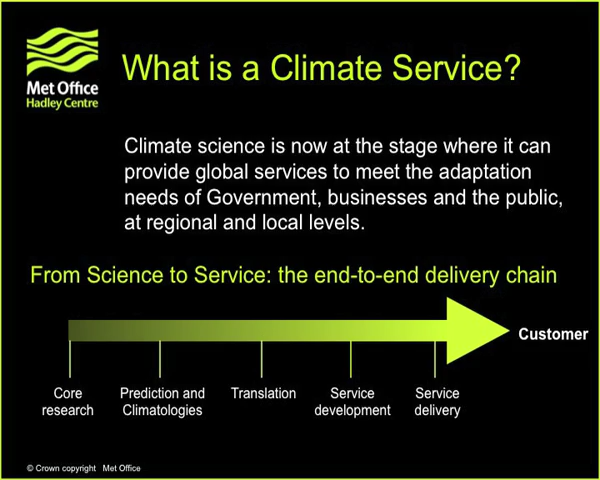 Met Office
Hadley Centre
What is a Climate Service?
Climate science is now at the stage where it can
provide global services to meet the adaptation
needs of Government, businesses and the public,
at regional and local levels.
From Science to Service: the end-to-end delivery chain
Customer
Core
research
Prediction and
Climatologies
Translation
Service
development
Service
delivery
© Crown copyright Met Office